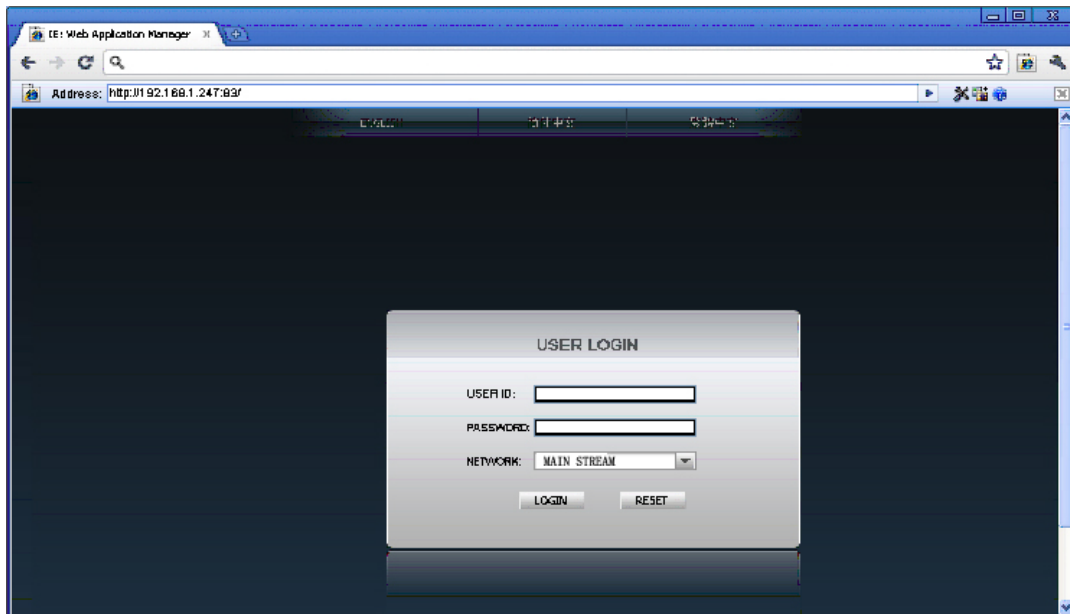 IE: Web Application Manager
Address: http://192.168.1.247:83/
ENGLISH
USER LOGIN
USER ID:
PASSWORD:
NETWORK: MAIN STREAM
LOGIN RESET